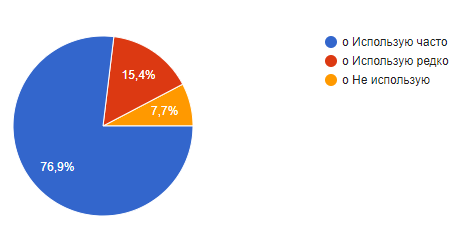 о Использую часто
о Использую редко
о Не использую
15,4%
7,7%
76,9%